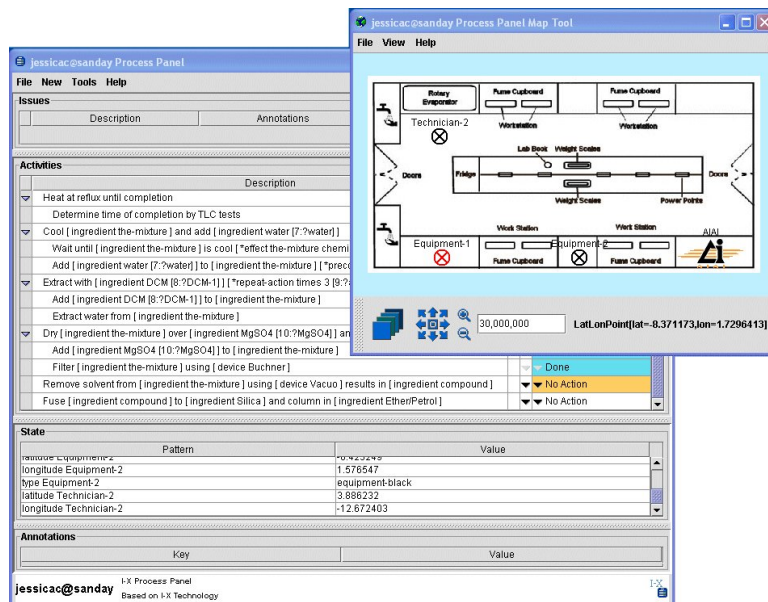 jessicac@sanday Process Panel Map Tool
File View Help
Rotary
Evaporator
Fume Cupboard
Fume Cupboard
Technician-2
Workstation
Workstation
Lab Book
Weight Scales
Doors
Fridge
Doors
Weight Scales
Power Points
Work Station
Work Station
AIAI
Equipment-1
Equipment-2
Fume Cupboard
Fume Cupboard
30,000,000
LatLonPoint[lat=-8.371173,lon=1.7296413]
jessicac@sanday Process Panel
File New Tools Help
Issues
Description Annotations
Activities
Description
Heat at reflux until completion
Determine time of completion by TLC tests
Cool [ ingredient the-mixture ] and add [ ingredient water [7:?water] ]
Wait until [ ingredient the-mixture ] is cool [ *effect the-mixture chemi
Add [ ingredient water [7:?water] ] to [ ingredient the-mixture ] [ *preco
Extract with [ ingredient DCM [8:?DCM-1] ] [ *repeat-action times 3 [9:?
Add [ ingredient DCM [8:?DCM-1] ] to [ ingredient the-mixture ]
Extract water from [ ingredient the-mixture ]
Dry [ ingredient the-mixture ] over [ ingredient MgSO4 [10:?MgSO4] ] an
Add [ ingredient MgSO4 [10:?MgSO4] ] to [ ingredient the-mixture ]
Filter [ ingredient the-mixture ] using [ device Buchner ] Done
Remove solvent from [ ingredient the-mixture ] using [ device Vacuo ] results in [ ingredient compound ] No Action
Fuse [ ingredient compound ] to [ ingredient Silica ] and column in [ ingredient Ether/Petrol ] No Action
State
Pattern Value
latitude Equipment-2
longitude Equipment-2 1.576547
type Equipment-2 equipment-black
latitude Technician-2 3.886232
longitude Technician-2 -12.672403
Annotations
Key Value
jessicac@sanday
I-X Process Panel
Based on I-X Technology
I-X